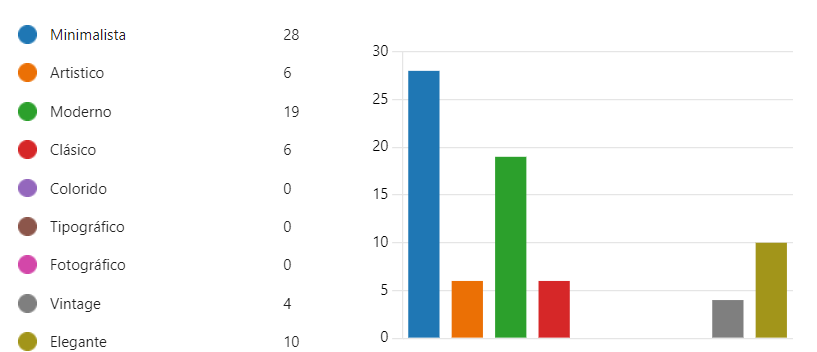 Minimalista 28
Artistico 6
Moderno 19
Clásico 6
Colorido 0
Tipográfico 0
Fotográfico 0
Vintage 4
Elegante 10
30
25
20
15
10
5
0